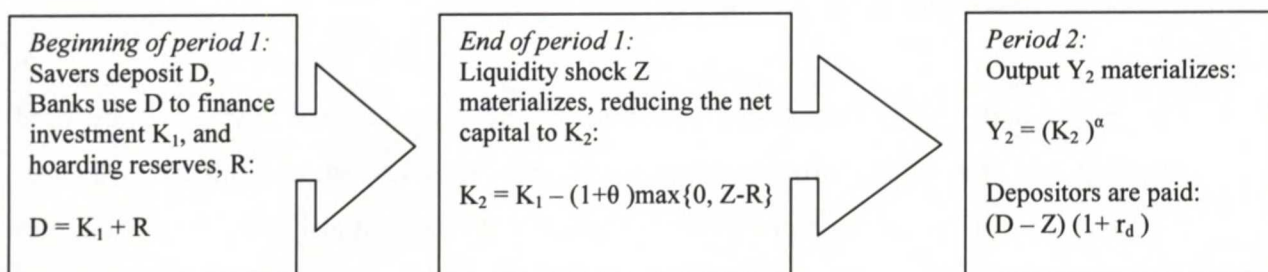 Beginning of period 1:
Savers deposit D,
Banks use D to finance
investment K₁, and
hoarding reserves, R:
D = K₁ + R
End of period 1:
Liquidity shock Z
materializes, reducing the net
capital to K₂:
K₂ = K₁ – (1+θ )max{0, Z-R}
Period 2:
Output Y₂ materializes:
Y₂ = (K₂ )^α
Depositors are paid:
(D – Z) (1+ r_d )